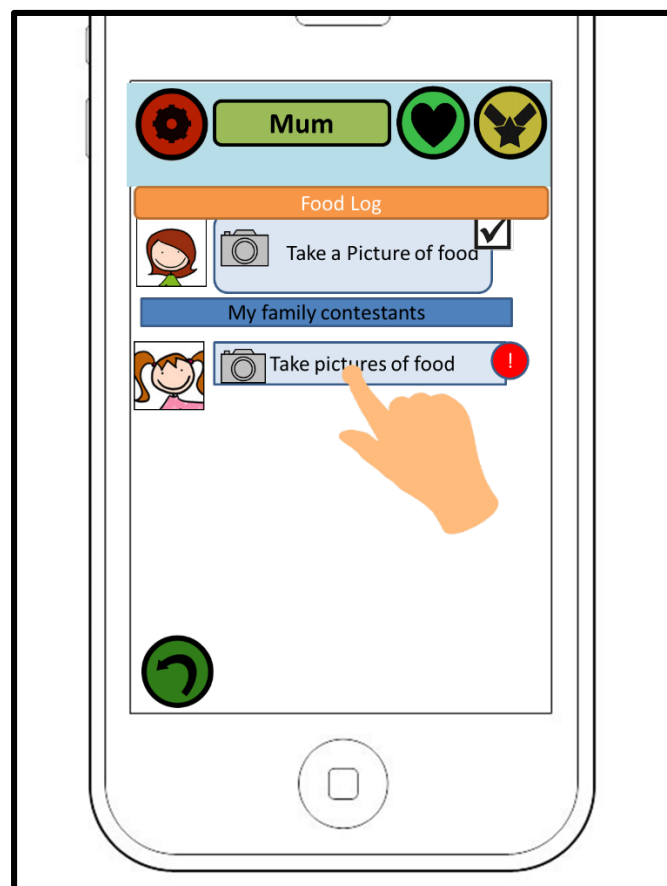 Mum
Food Log
Take a Picture of food
My family contestants
Take pictures of food
!